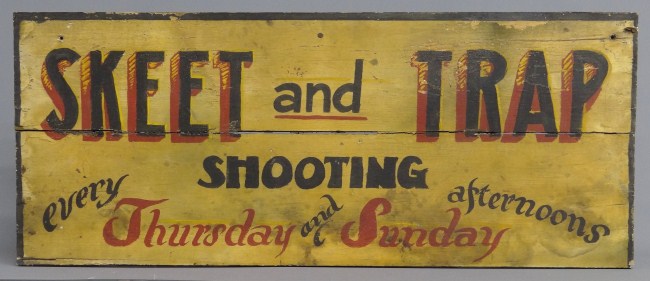 SKEET and TRAP
SHOOTING
every Thursday and Sunday afternoons